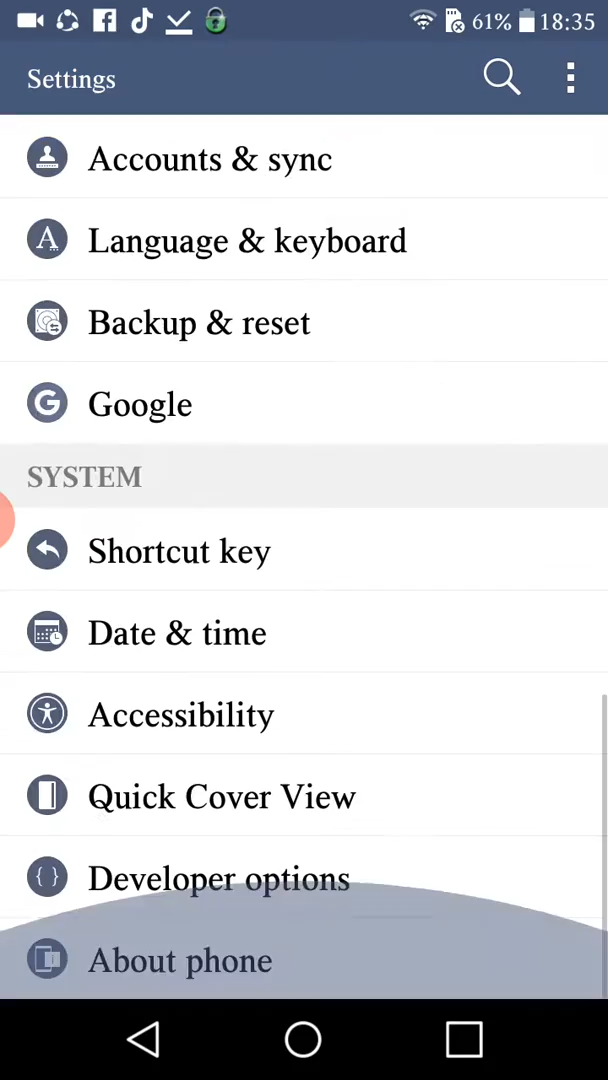 61% 18:35
Settings
Accounts & sync
Language & keyboard
Backup & reset
Google
SYSTEM
Shortcut key
Date & time
Accessibility
Quick Cover View
Developer options
About phone